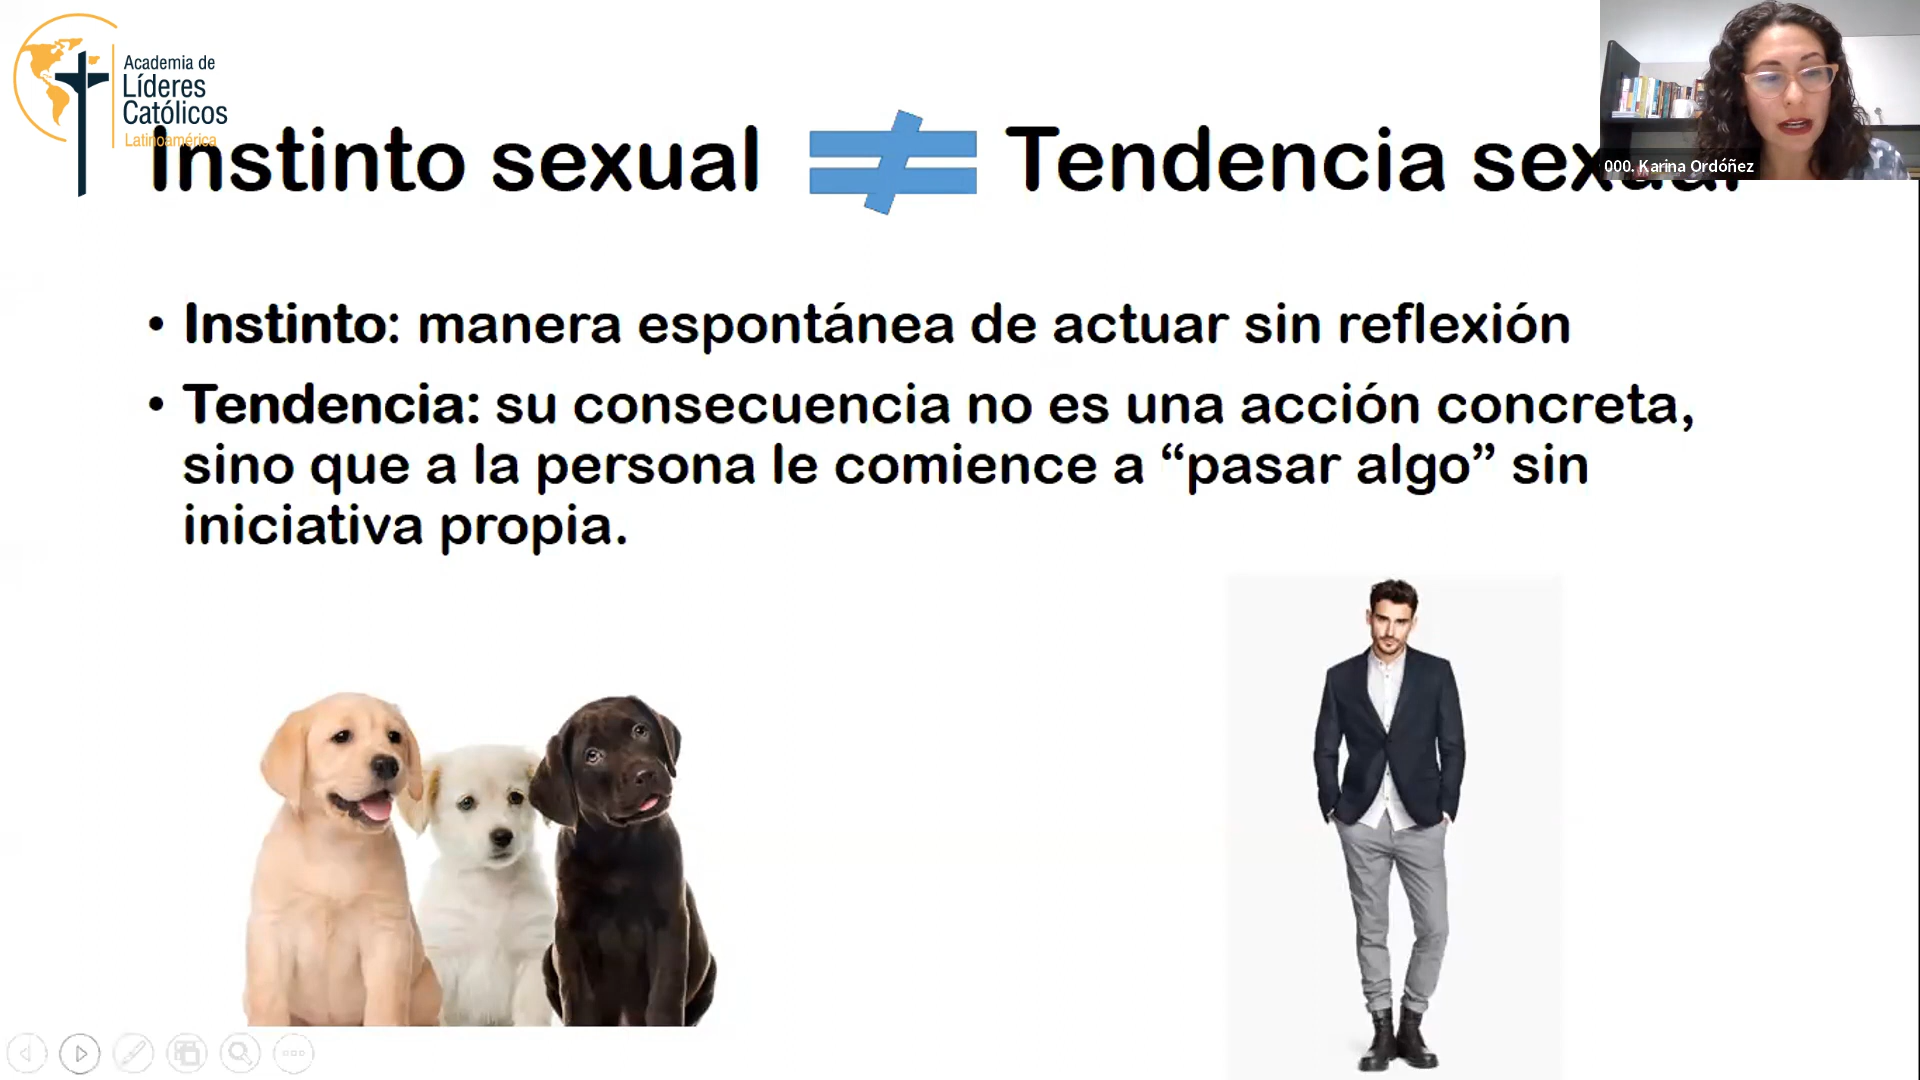 Academia de
Líderes
Católicos
Latinoamérica
Instinto sexual ≠ Tendencia sexual
000. Karina Ordóñez
• Instinto: manera espontánea de actuar sin reflexión
• Tendencia: su consecuencia no es una acción concreta,
sino que a la persona le comience a “pasar algo” sin
iniciativa propia.